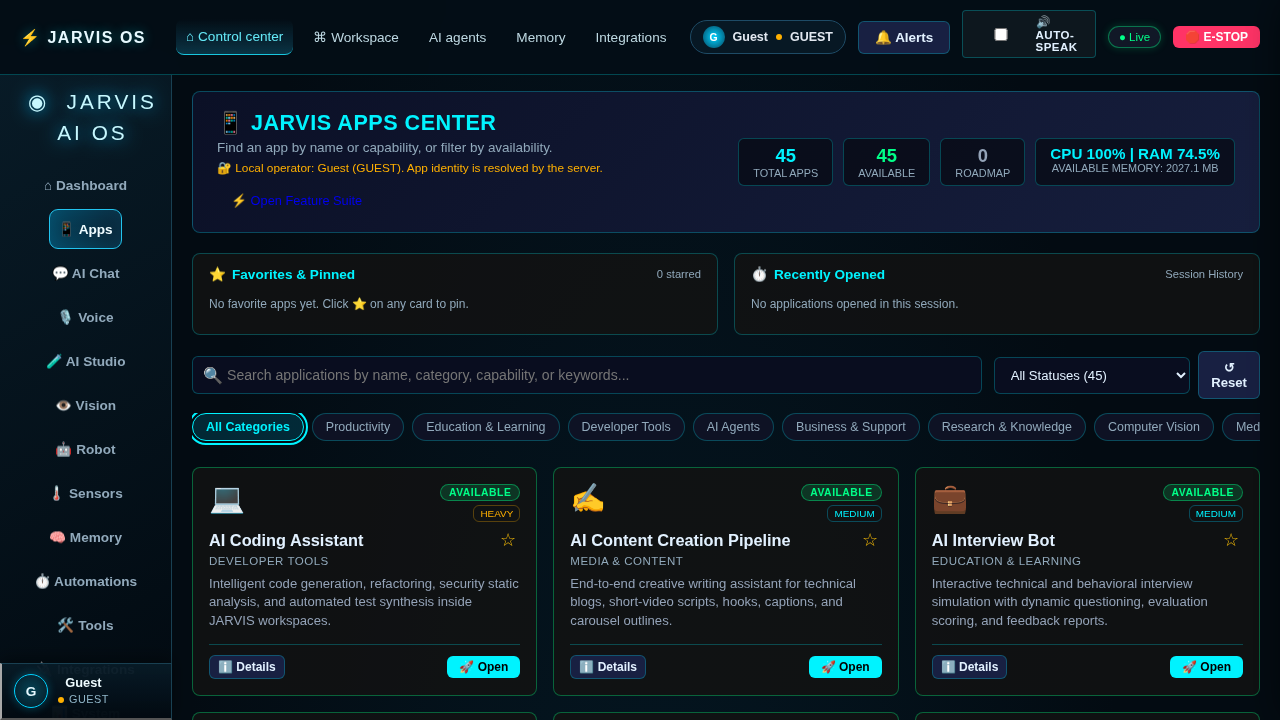 ⚡ JARVIS OS
⌂ Control center
⌘ Workspace
AI agents
Memory
Integrations
G Guest GUEST
🔔 Alerts
🔊 AUTO-SPEAK
● Live
🛑 E-STOP
◉ JARVIS
AI OS
⌂ Dashboard
📱 Apps
💬 AI Chat
🎙️ Voice
🧪 AI Studio
👁️ Vision
🤖 Robot
🌡️ Sensors
🧠 Memory
⏱️ Automations
🛠️ Tools
Integrations
G Guest
GUEST
📱 JARVIS APPS CENTER
Find an app by name or capability, or filter by availability.
🔐 Local operator: Guest (GUEST). App identity is resolved by the server.
⚡ Open Feature Suite
45
TOTAL APPS
45
AVAILABLE
0
ROADMAP
CPU 100% | RAM 74.5%
AVAILABLE MEMORY: 2027.1 MB
⭐ Favorites & Pinned
0 starred
No favorite apps yet. Click ⭐ on any card to pin.
⏱️ Recently Opened
Session History
No applications opened in this session.
🔍 Search applications by name, category, capability, or keywords...
All Statuses (45)
↺ Reset
All Categories
Productivity
Education & Learning
Developer Tools
AI Agents
Business & Support
Research & Knowledge
Computer Vision
Med
💻
AVAILABLE
HEAVY
AI Coding Assistant ☆
DEVELOPER TOOLS
Intelligent code generation, refactoring, security static
analysis, and automated test synthesis inside
JARVIS workspaces.
ℹ️ Details
🚀 Open
✍️
AVAILABLE
MEDIUM
AI Content Creation Pipeline ☆
MEDIA & CONTENT
End-to-end creative writing assistant for technical
blogs, short-video scripts, hooks, captions, and
carousel outlines.
ℹ️ Details
🚀 Open
💼
AVAILABLE
MEDIUM
AI Interview Bot ☆
EDUCATION & LEARNING
Interactive technical and behavioral interview
simulation with dynamic questioning, evaluation
scoring, and feedback reports.
ℹ️ Details
🚀 Open